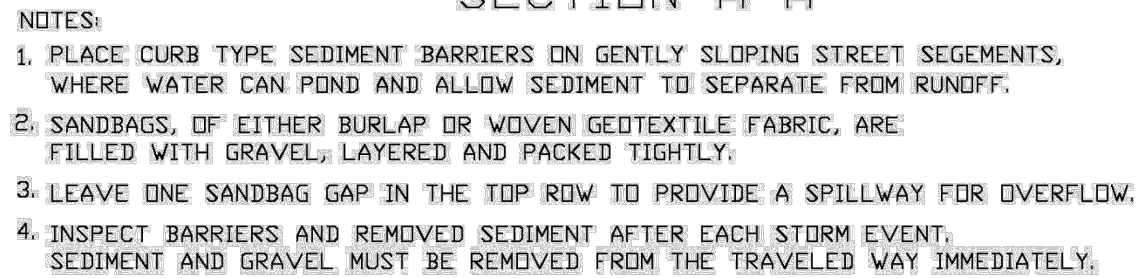 SECTION A-A
NOTES:
1. PLACE CURB TYPE SEDIMENT BARRIERS ON GENTLY SLOPING STREET SEGEMENTS,
WHERE WATER CAN POND AND ALLOW SEDIMENT TO SEPARATE FROM RUNOFF.
2. SANDBAGS, OF EITHER BURLAP OR WOVEN GEOTEXTILE FABRIC, ARE
FILLED WITH GRAVEL, LAYERED AND PACKED TIGHTLY.
3. LEAVE ONE SANDBAG GAP IN THE TOP ROW TO PROVIDE A SPILLWAY FOR OVERFLOW.
4. INSPECT BARRIERS AND REMOVED SEDIMENT AFTER EACH STORM EVENT.
SEDIMENT AND GRAVEL MUST BE REMOVED FROM THE TRAVELED WAY IMMEDIATELY.